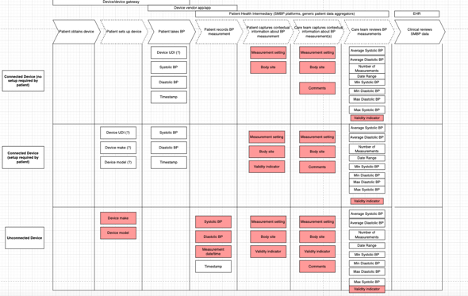 Device/device gateway
Device vendor app/apps
Patient-Health Intermediary (SMBP platforms, generic patient data aggregators)
EHR
Patient obtains device
Patient sets up device
Patient takes BP
Patient records BP
measurement
Patient captures contextual
information about BP
measurement
Care team captures contextual
information about BP
measurement(s)
Care team reviews BP
measurements
Clinical reviews
SMBP data
Connected Device (no
setup required by
patient)
Device UDI (?)
Systolic BP
Diastolic BP
Timestamp
Measurement setting
Body site
Measurement setting
Body site
Comments
Average Systolic BP
Average Diastolic BP
Number of
Measurements
Date Range
Min Systolic BP
Min Diastolic BP
Max Diastolic BP
Max Systolic BP
Validity indicator
Connected Device
(setup required by
patient)
Device UDI (?)
Device make (?)
Device model (?)
Systolic BP
Diastolic BP
Timestamp
Measurement setting
Body site
Validity indicator
Measurement setting
Body site
Comments
Average Systolic BP
Average Diastolic BP
Number of
Measurements
Date Range
Min Systolic BP
Min Diastolic BP
Max Diastolic BP
Max Systolic BP
Validity indicator
Unconnected Device
Device make
Device model
Systolic BP
Diastolic BP
Measurement
date/time
Timestamp
Measurement setting
Body site
Validity indicator
Measurement setting
Body site
Validity indicator
Comments
Average Systolic BP
Average Diastolic BP
Number of
Measurements
Date Range
Min Systolic BP
Min Diastolic BP
Max Diastolic BP
Max Systolic BP
Validity indicator